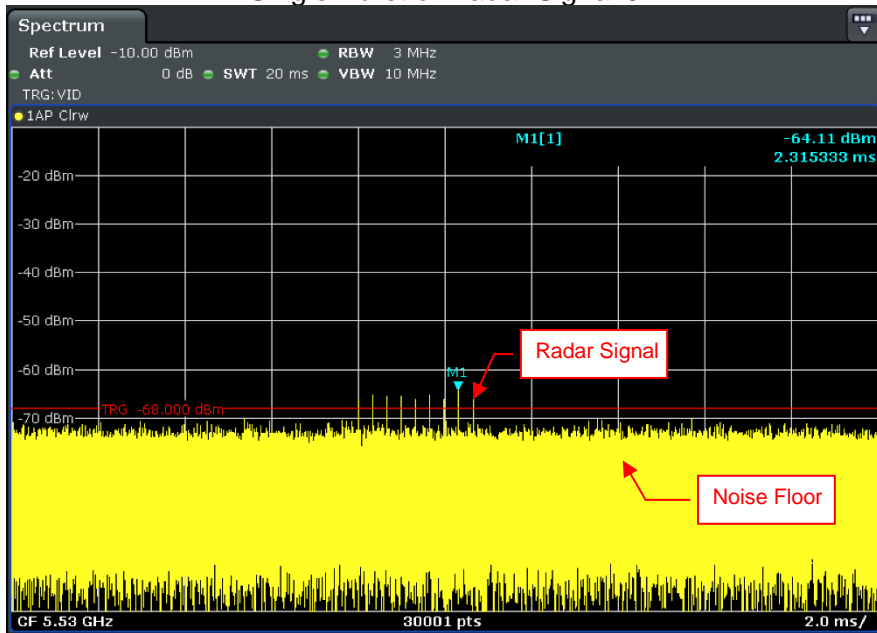 Spectrum
Ref Level -10.00 dBm RBW 3 MHz
Att 0 dB SWT 20 ms VBW 10 MHz
TRG:VID
1AP Clrw
M1[1] -64.11 dBm
2.315333 ms
-20 dBm
-30 dBm
-40 dBm
-50 dBm
Radar Signal
-60 dBm
M1
TRG -68.000 dBm
-70 dBm
Noise Floor
CF 5.53 GHz 30001 pts 2.0 ms/